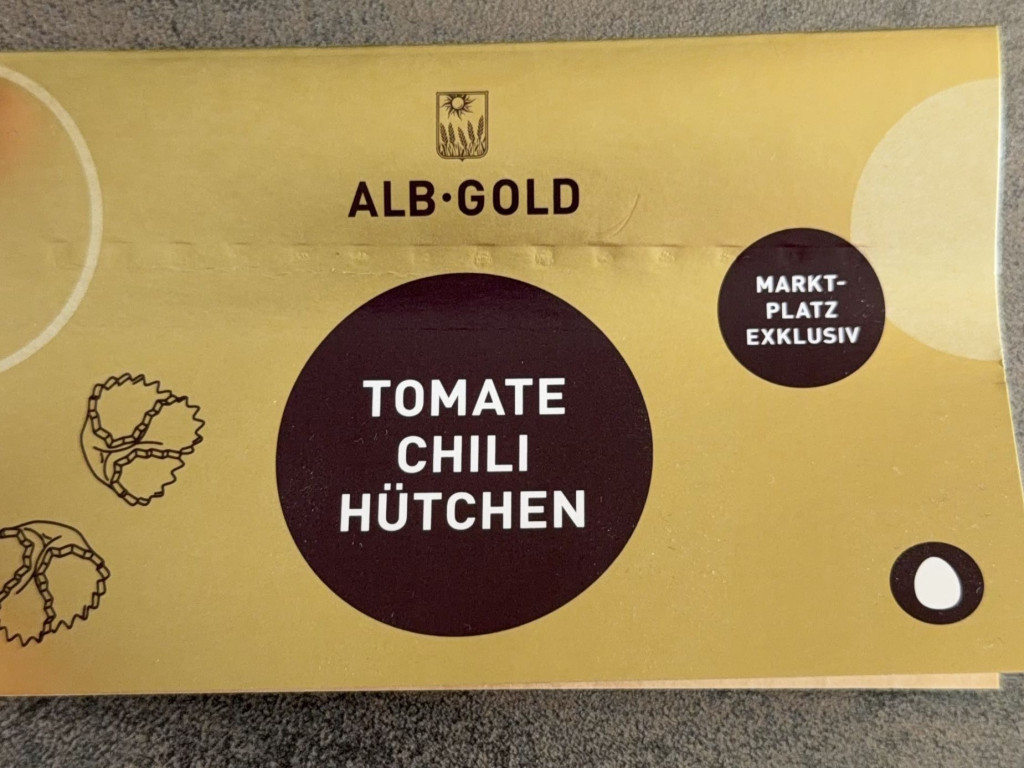 ALB·GOLD
MARKT-
PLATZ
EXKLUSIV
TOMATE
CHILI
HÜTCHEN